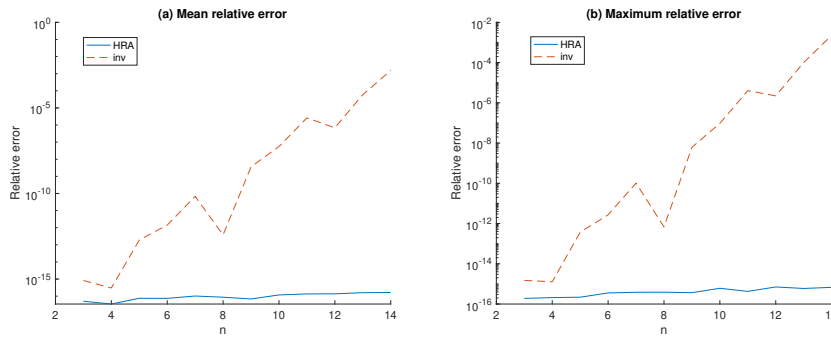 (a) Mean relative error
10^0
10^-5
10^-10
10^-15
Relative error
HRA
inv
2 4 6 8 10 12 14
n
(b) Maximum relative error
10^-2
10^-4
10^-6
10^-8
10^-10
10^-12
10^-14
10^-16
Relative error
HRA
inv
2 4 6 8 10 12
n